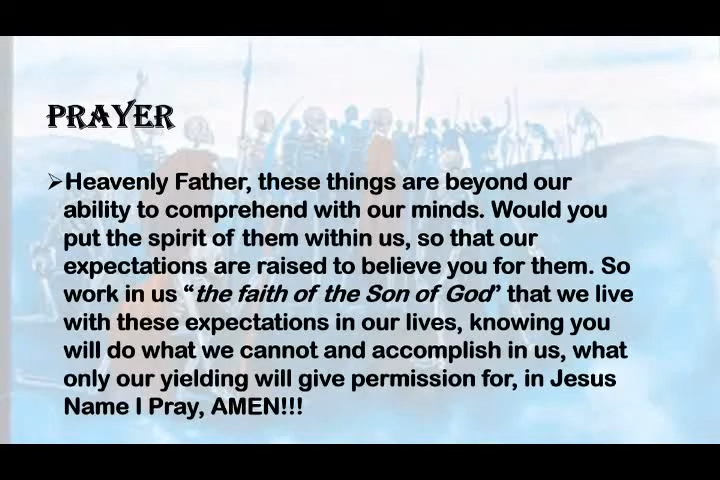 PRAYER
➢Heavenly Father, these things are beyond our
ability to comprehend with our minds. Would you
put the spirit of them within us, so that our
expectations are raised to believe you for them. So
work in us “the faith of the Son of God” that we live
with these expectations in our lives, knowing you
will do what we cannot and accomplish in us, what
only our yielding will give permission for, in Jesus
Name I Pray, AMEN!!!